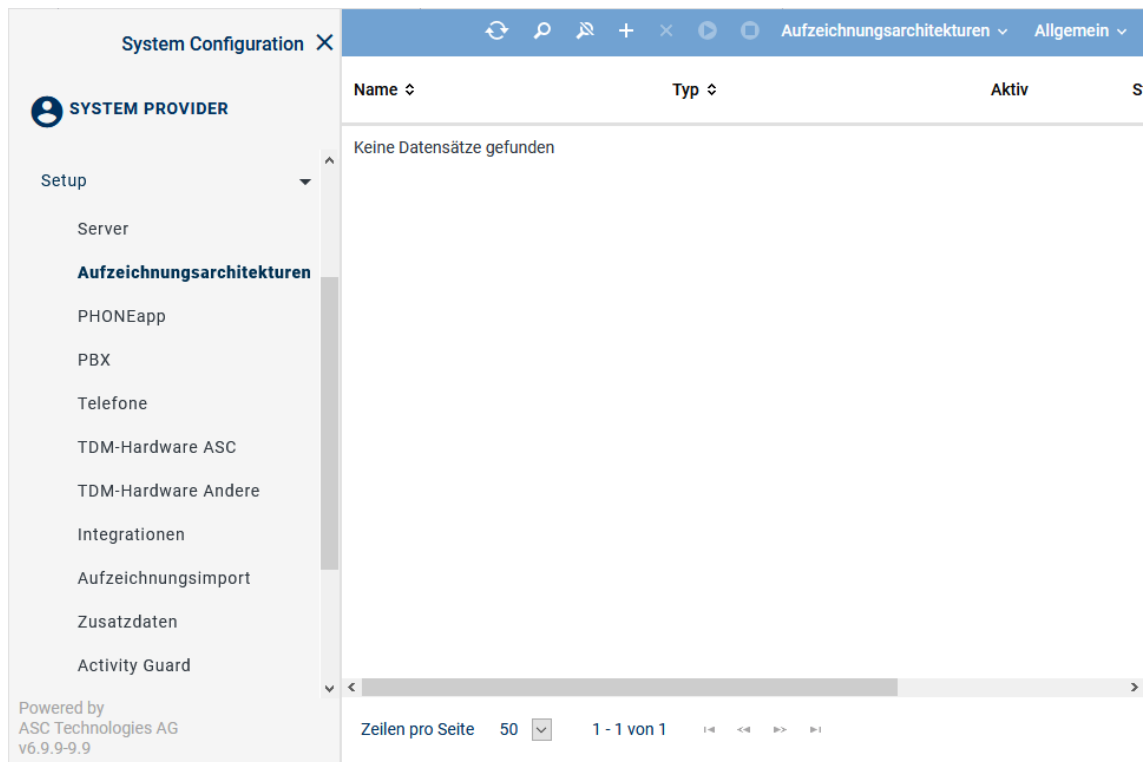 System Configuration
SYSTEM PROVIDER
Setup
Server
Aufzeichnungsarchitekturen
PHONEapp
PBX
Telefone
TDM-Hardware ASC
TDM-Hardware Andere
Integrationen
Aufzeichnungsimport
Zusatzdaten
Activity Guard
Powered by
ASC Technologies AG
v6.9.9-9.9
Aufzeichnungsarchitekturen Allgemein
Name Typ Aktiv S
Keine Datensätze gefunden
Zeilen pro Seite 50 1 - 1 von 1